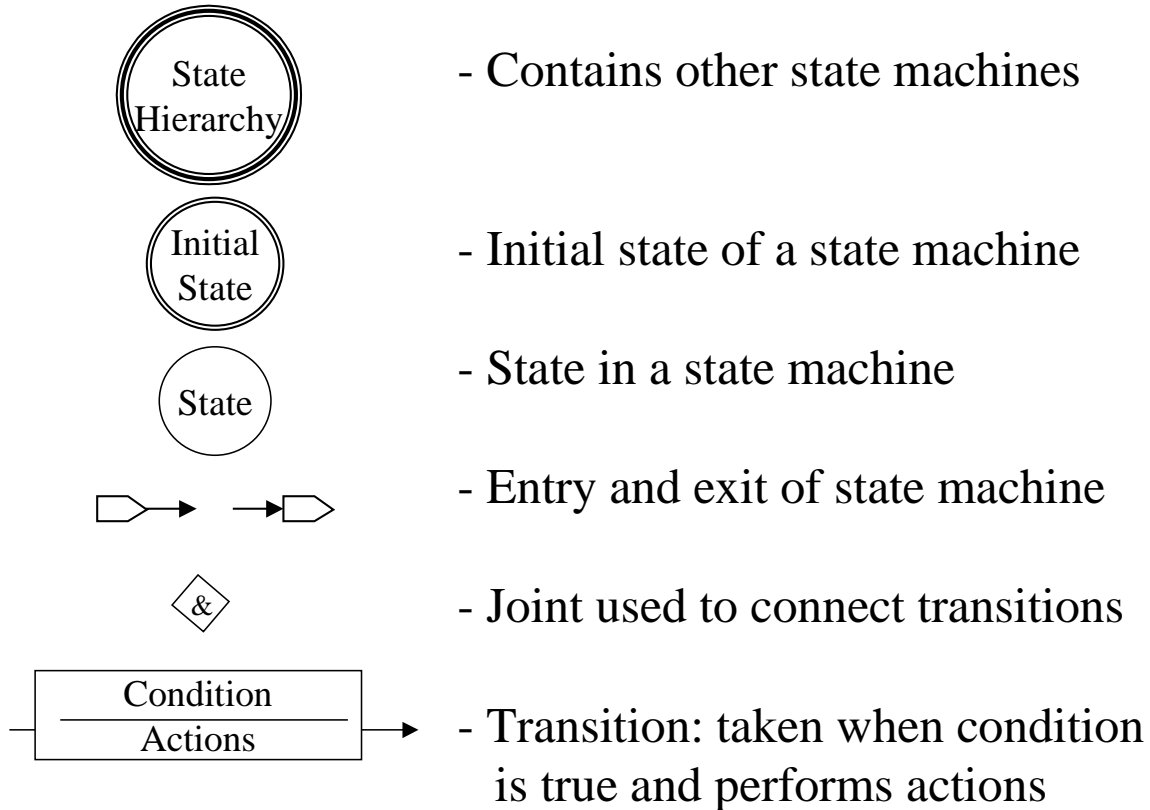 State
Hierarchy
- Contains other state machines
Initial
State
- Initial state of a state machine
State
- State in a state machine
- Entry and exit of state machine
&
- Joint used to connect transitions
Condition
Actions
- Transition: taken when condition
is true and performs actions